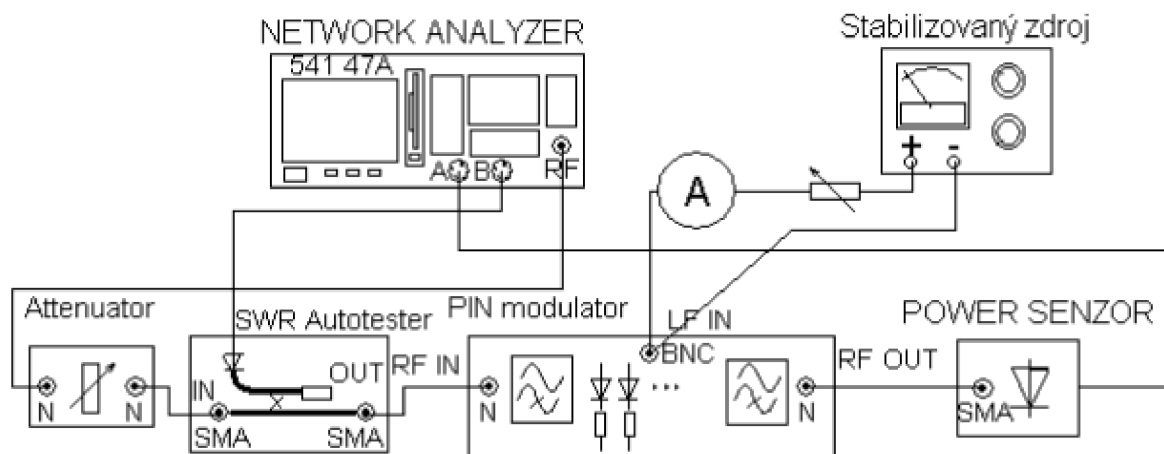 NETWORK ANALYZER
Stabilizovaný zdroj
541 47A
+ -
A B RF
A
Attenuator
SWR Autotester
PIN modulator
LF IN
POWER SENZOR
BNC
OUT
RF IN
RF OUT
IN
...
N N
SMA SMA
N N
SMA